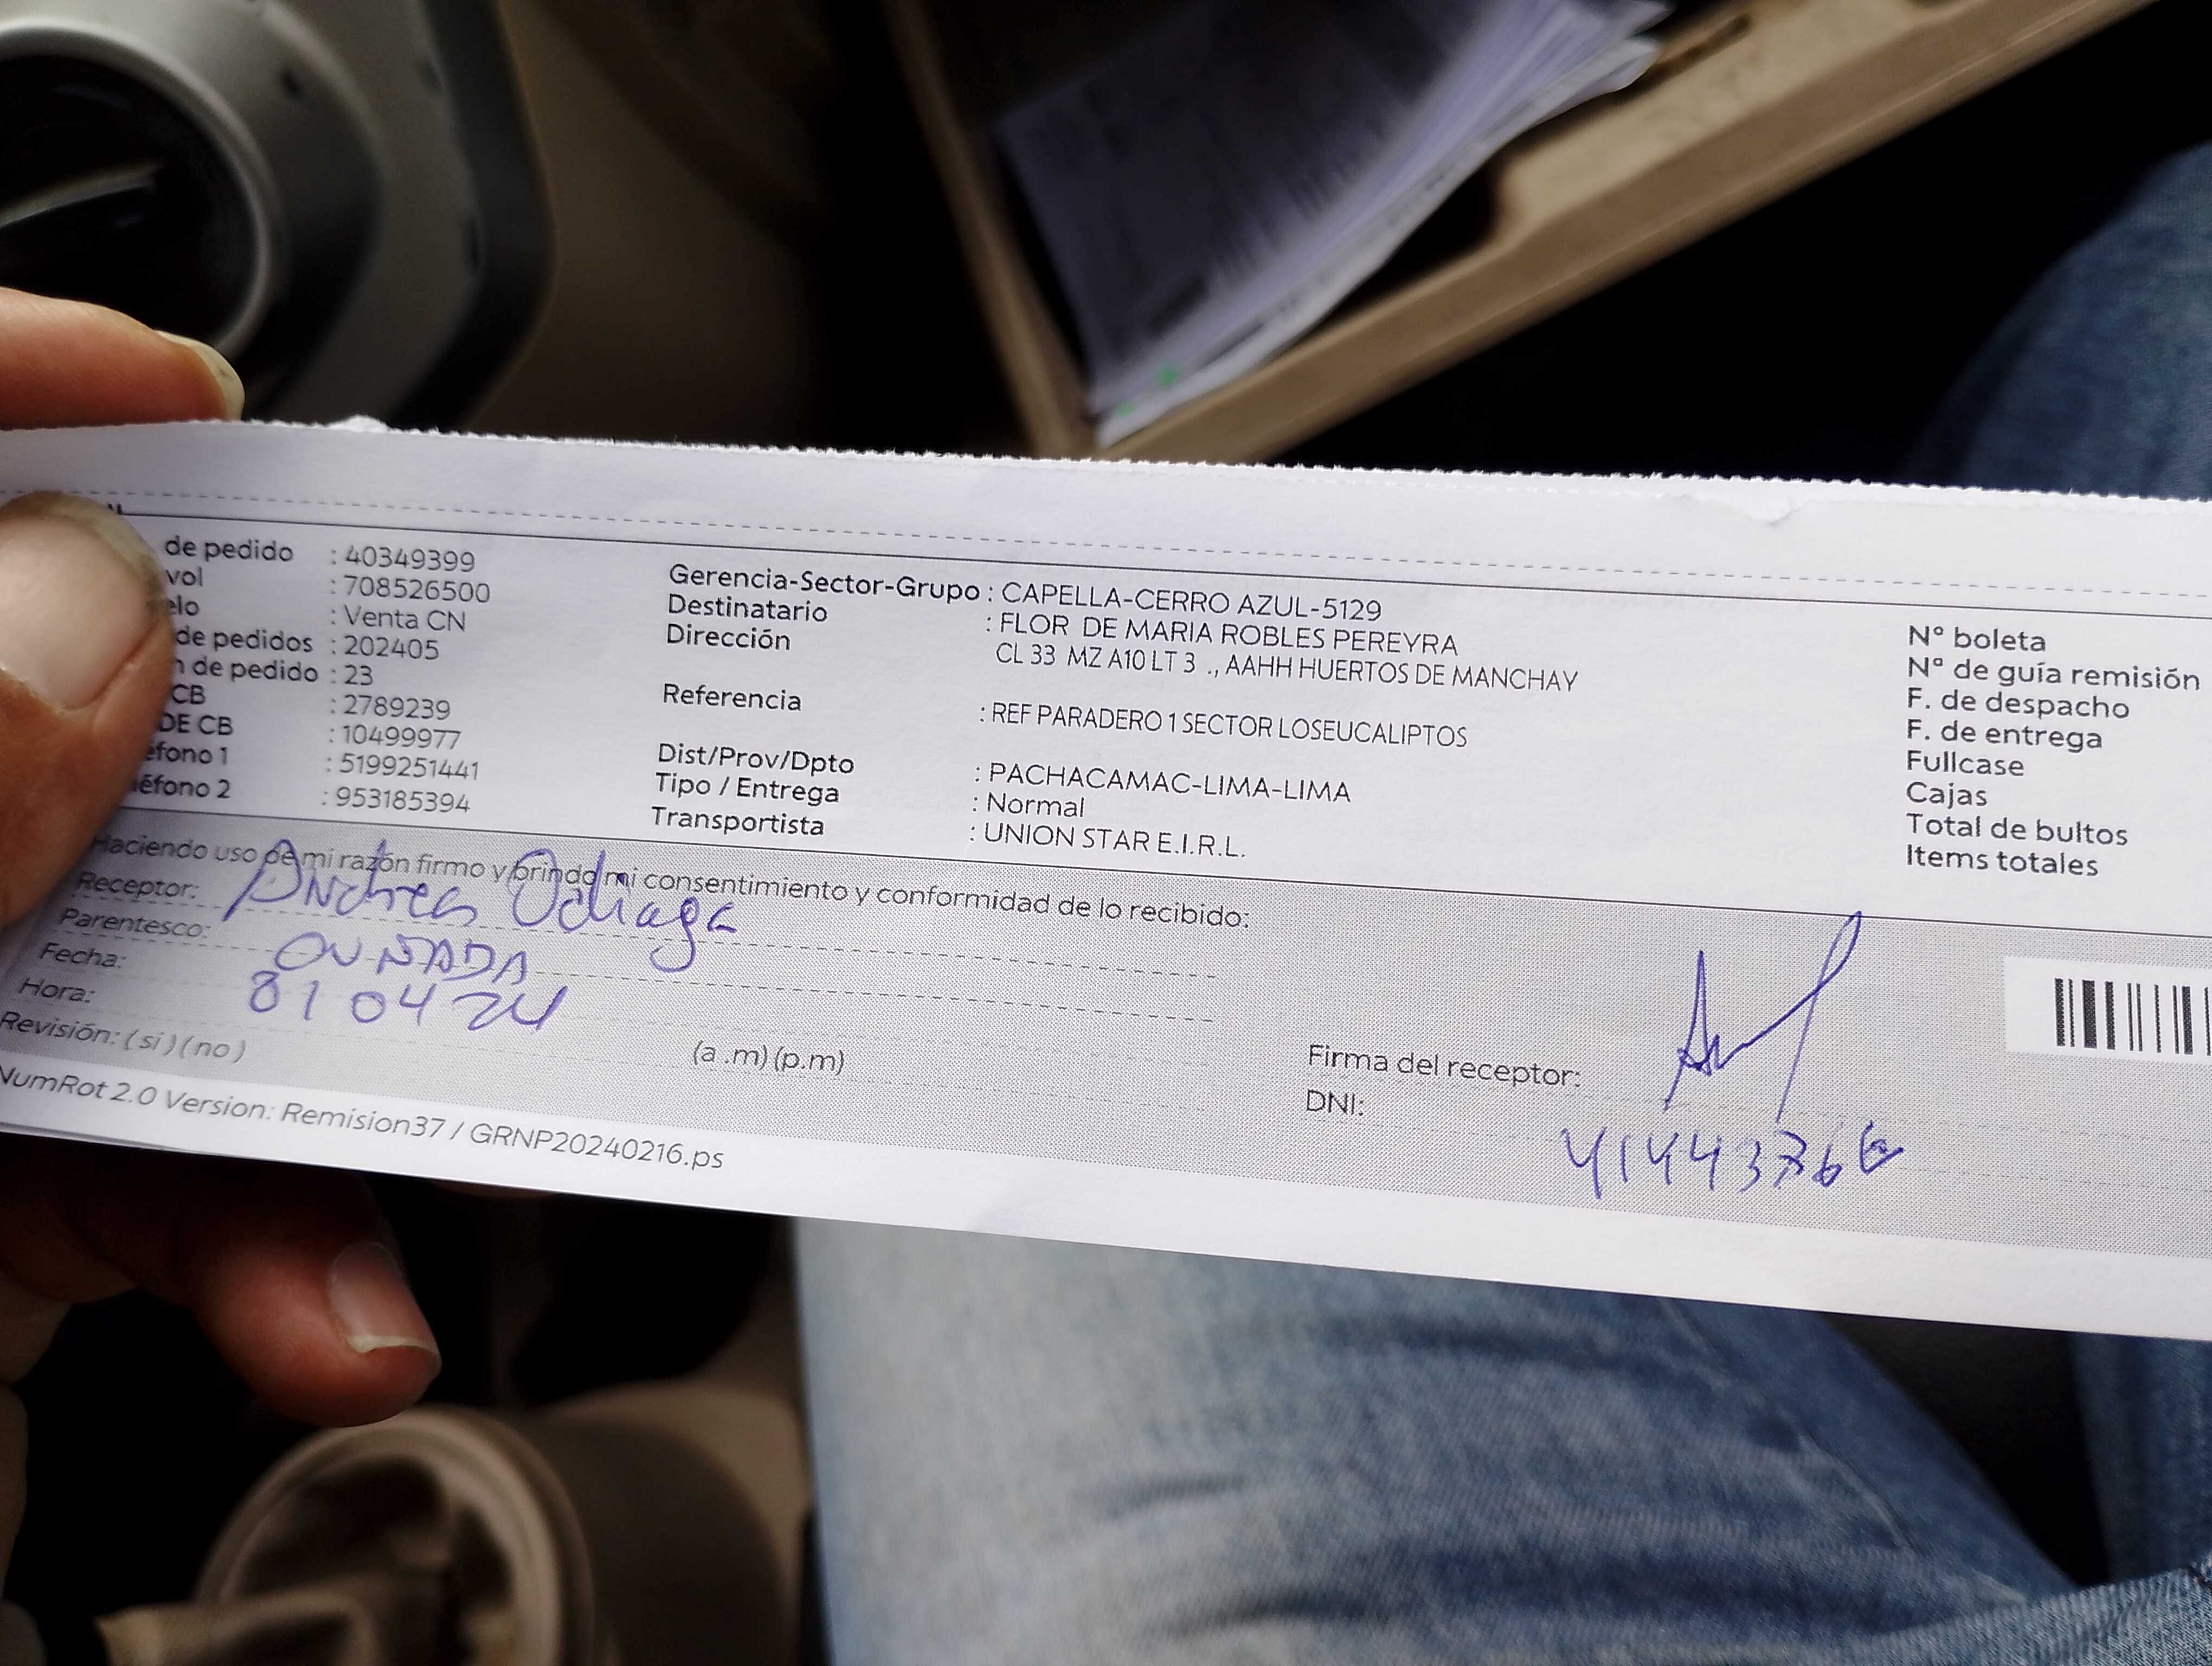 de pedido : 40349399
vol : 708526500
elo : Venta CN
de pedidos : 202405
n de pedido : 23
CB : 2789239
DE CB : 10499977
éfono 1 : 5199251441
léfono 2 : 953185394
Gerencia-Sector-Grupo : CAPELLA-CERRO AZUL-5129
Destinatario : FLOR DE MARIA ROBLES PEREYRA
Dirección CL 33 MZ A10 LT 3 ., AAHH HUERTOS DE MANCHAY
Referencia : REF PARADERO 1 SECTOR LOSEUCALIPTOS
Dist/Prov/Dpto : PACHACAMAC-LIMA-LIMA
Tipo / Entrega : Normal
Transportista : UNION STAR E.I.R.L.
N° boleta
N° de guía remisión
F. de despacho
F. de entrega
Fullcase
Cajas
Total de bultos
Items totales
Haciendo uso de mi razón firmo y brindo mi consentimiento y conformidad de lo recibido:
Receptor: Andrea
Parentesco: CUÑADA
Fecha: 8 / 04 24
Hora: (a .m) (p.m)
Revisión: ( si ) ( no )
Firma del receptor:
DNI:
NumRot 2.0 Version: Remision37 / GRNP20240216.ps